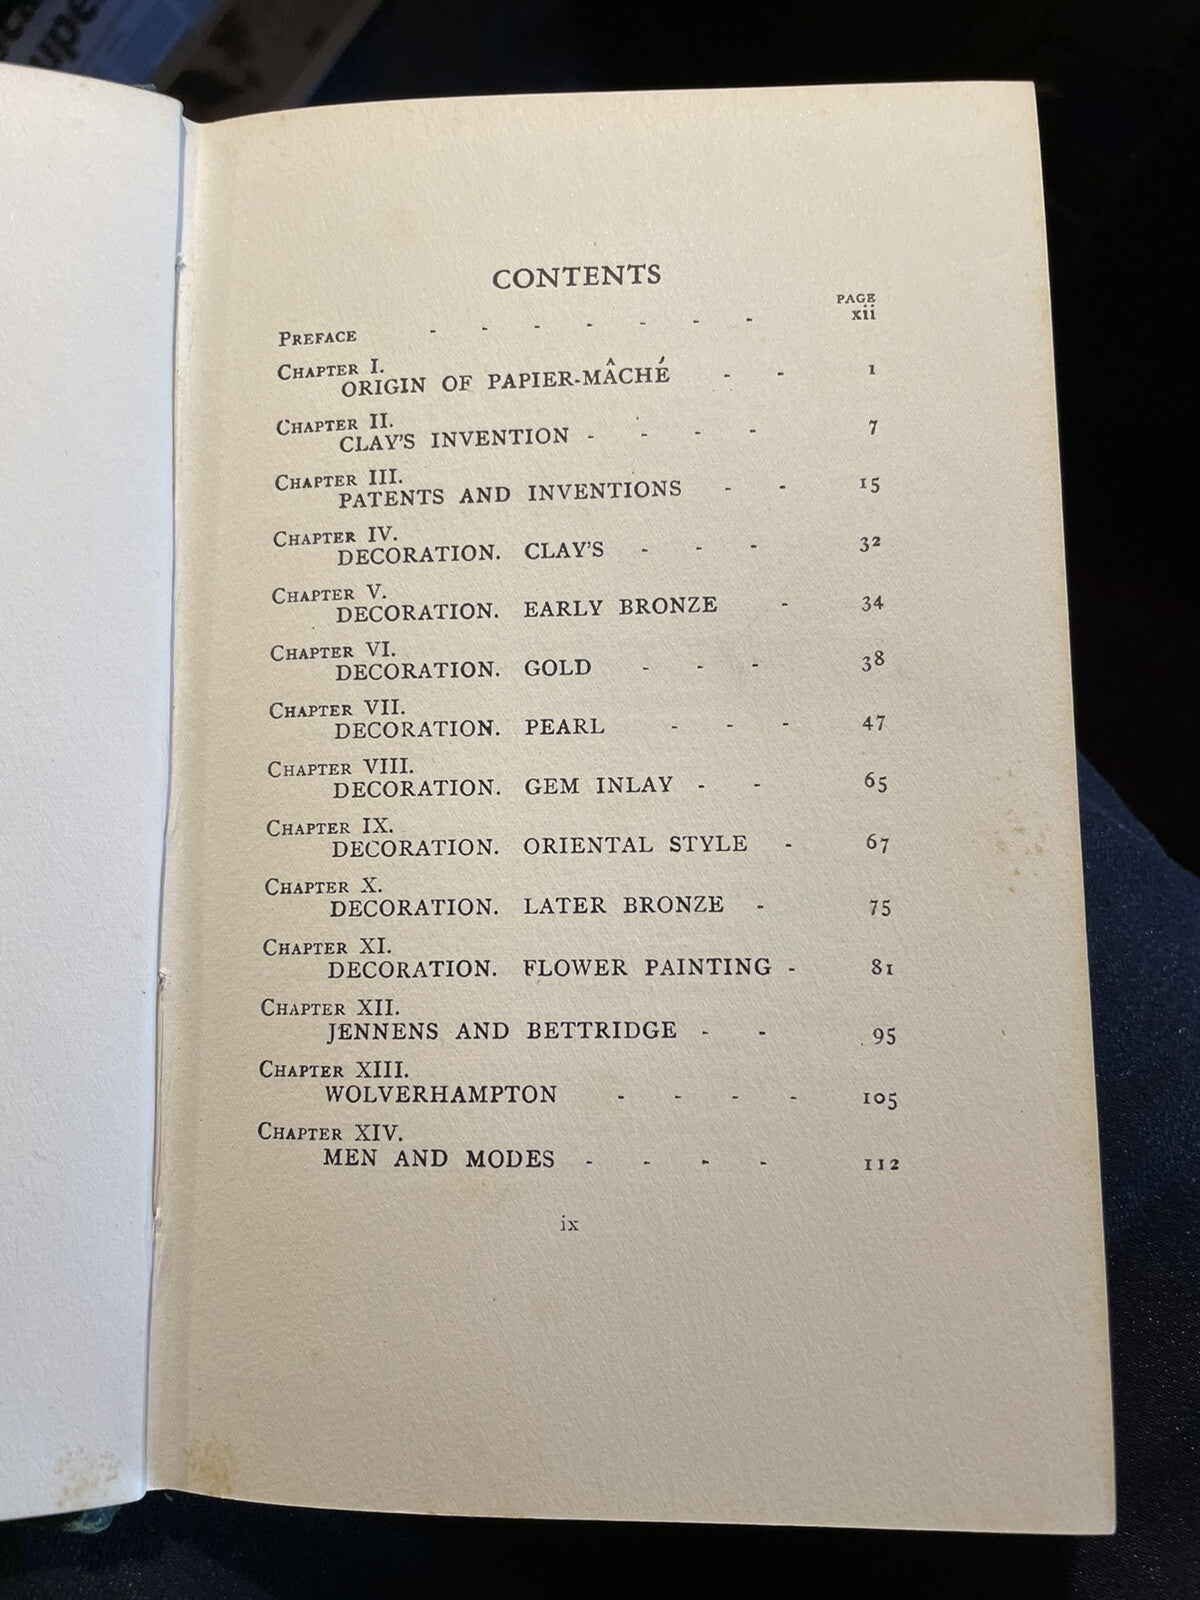 CONTENTS
PAGE
PREFACE - - - - - - - xii
CHAPTER I.
ORIGIN OF PAPIER-MÂCHÉ - - 1
CHAPTER II.
CLAY'S INVENTION - - - - 7
CHAPTER III.
PATENTS AND INVENTIONS - - 15
CHAPTER IV.
DECORATION. CLAY'S - - - 32
CHAPTER V.
DECORATION. EARLY BRONZE - 34
CHAPTER VI.
DECORATION. GOLD - - - 38
CHAPTER VII.
DECORATION. PEARL - - - 47
CHAPTER VIII.
DECORATION. GEM INLAY - - 65
CHAPTER IX.
DECORATION. ORIENTAL STYLE - 67
CHAPTER X.
DECORATION. LATER BRONZE - 75
CHAPTER XI.
DECORATION. FLOWER PAINTING - 81
CHAPTER XII.
JENNENS AND BETTRIDGE - - 95
CHAPTER XIII.
WOLVERHAMPTON - - - - 105
CHAPTER XIV.
MEN AND MODES - - - - 112
ix